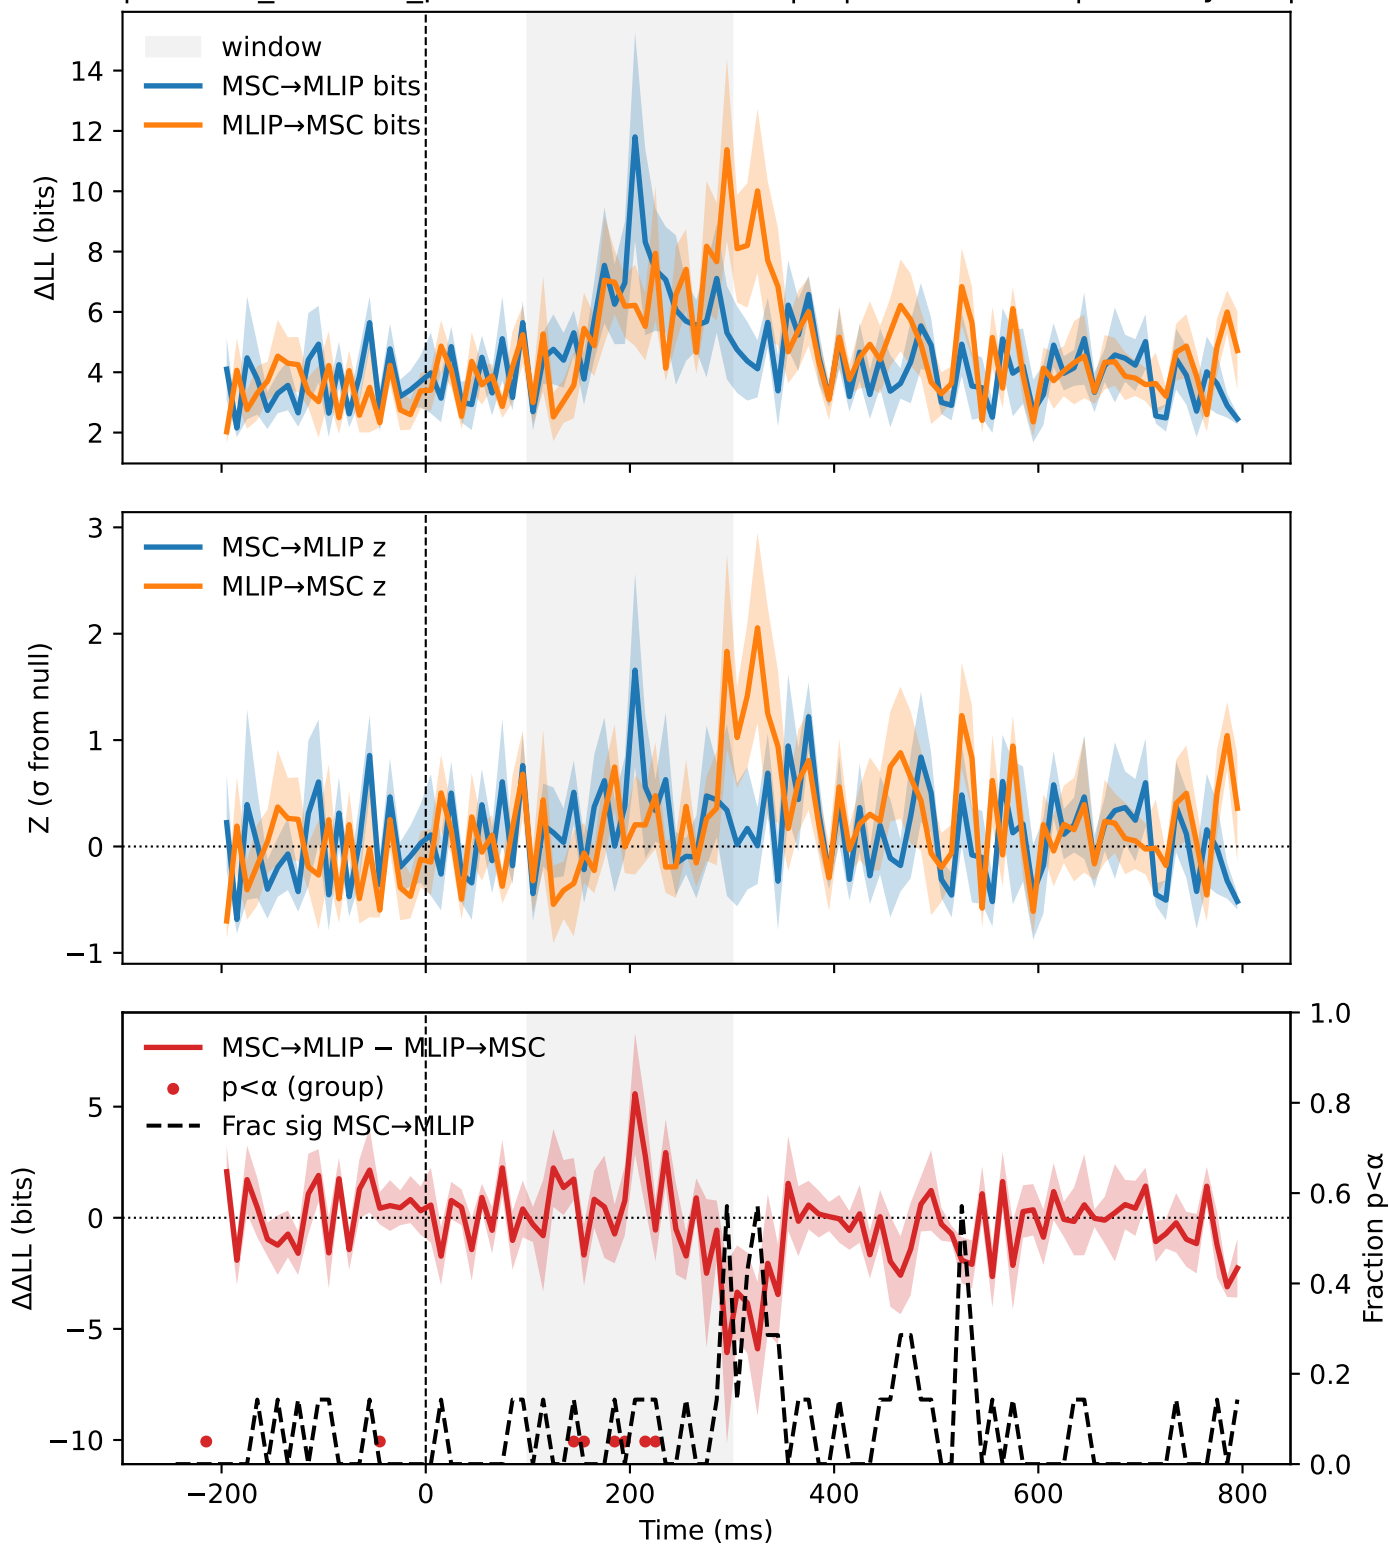 window
MSC→MLIP bits
MLIP→MSC bits
ΔLL (bits)
14
12
10
8
6
4
2
MSC→MLIP z
MLIP→MSC z
Z (σ from null)
3
2
1
0
−1
MSC→MLIP − MLIP→MSC
p<α (group)
Frac sig MSC→MLIP
ΔΔLL (bits)
5
0
−5
−10
1.0
0.8
0.6
0.4
0.2
0.0
Fraction p<α
−200
0
200
400
600
800
Time (ms)